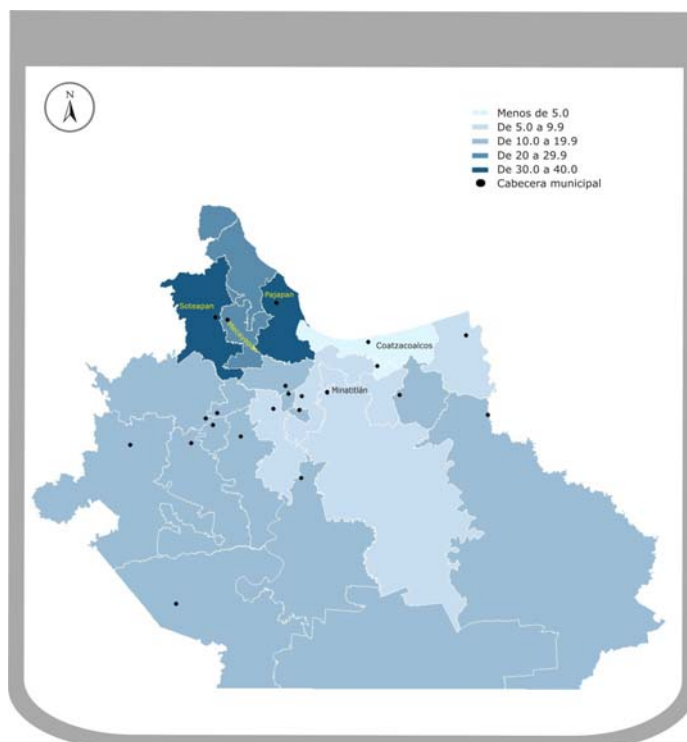 N
Menos de 5.0
De 5.0 a 9.9
De 10.0 a 19.9
De 20 a 29.9
De 30.0 a 40.0
Cabecera municipal
Pajapan
Soteapan
Coatzacoalcos
Minatitlán